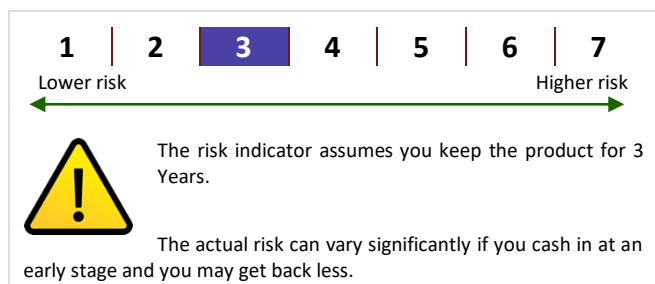 1 2 3 4 5 6 7
Lower risk Higher risk
The risk indicator assumes you keep the product for 3
Years.
The actual risk can vary significantly if you cash in at an
early stage and you may get back less.